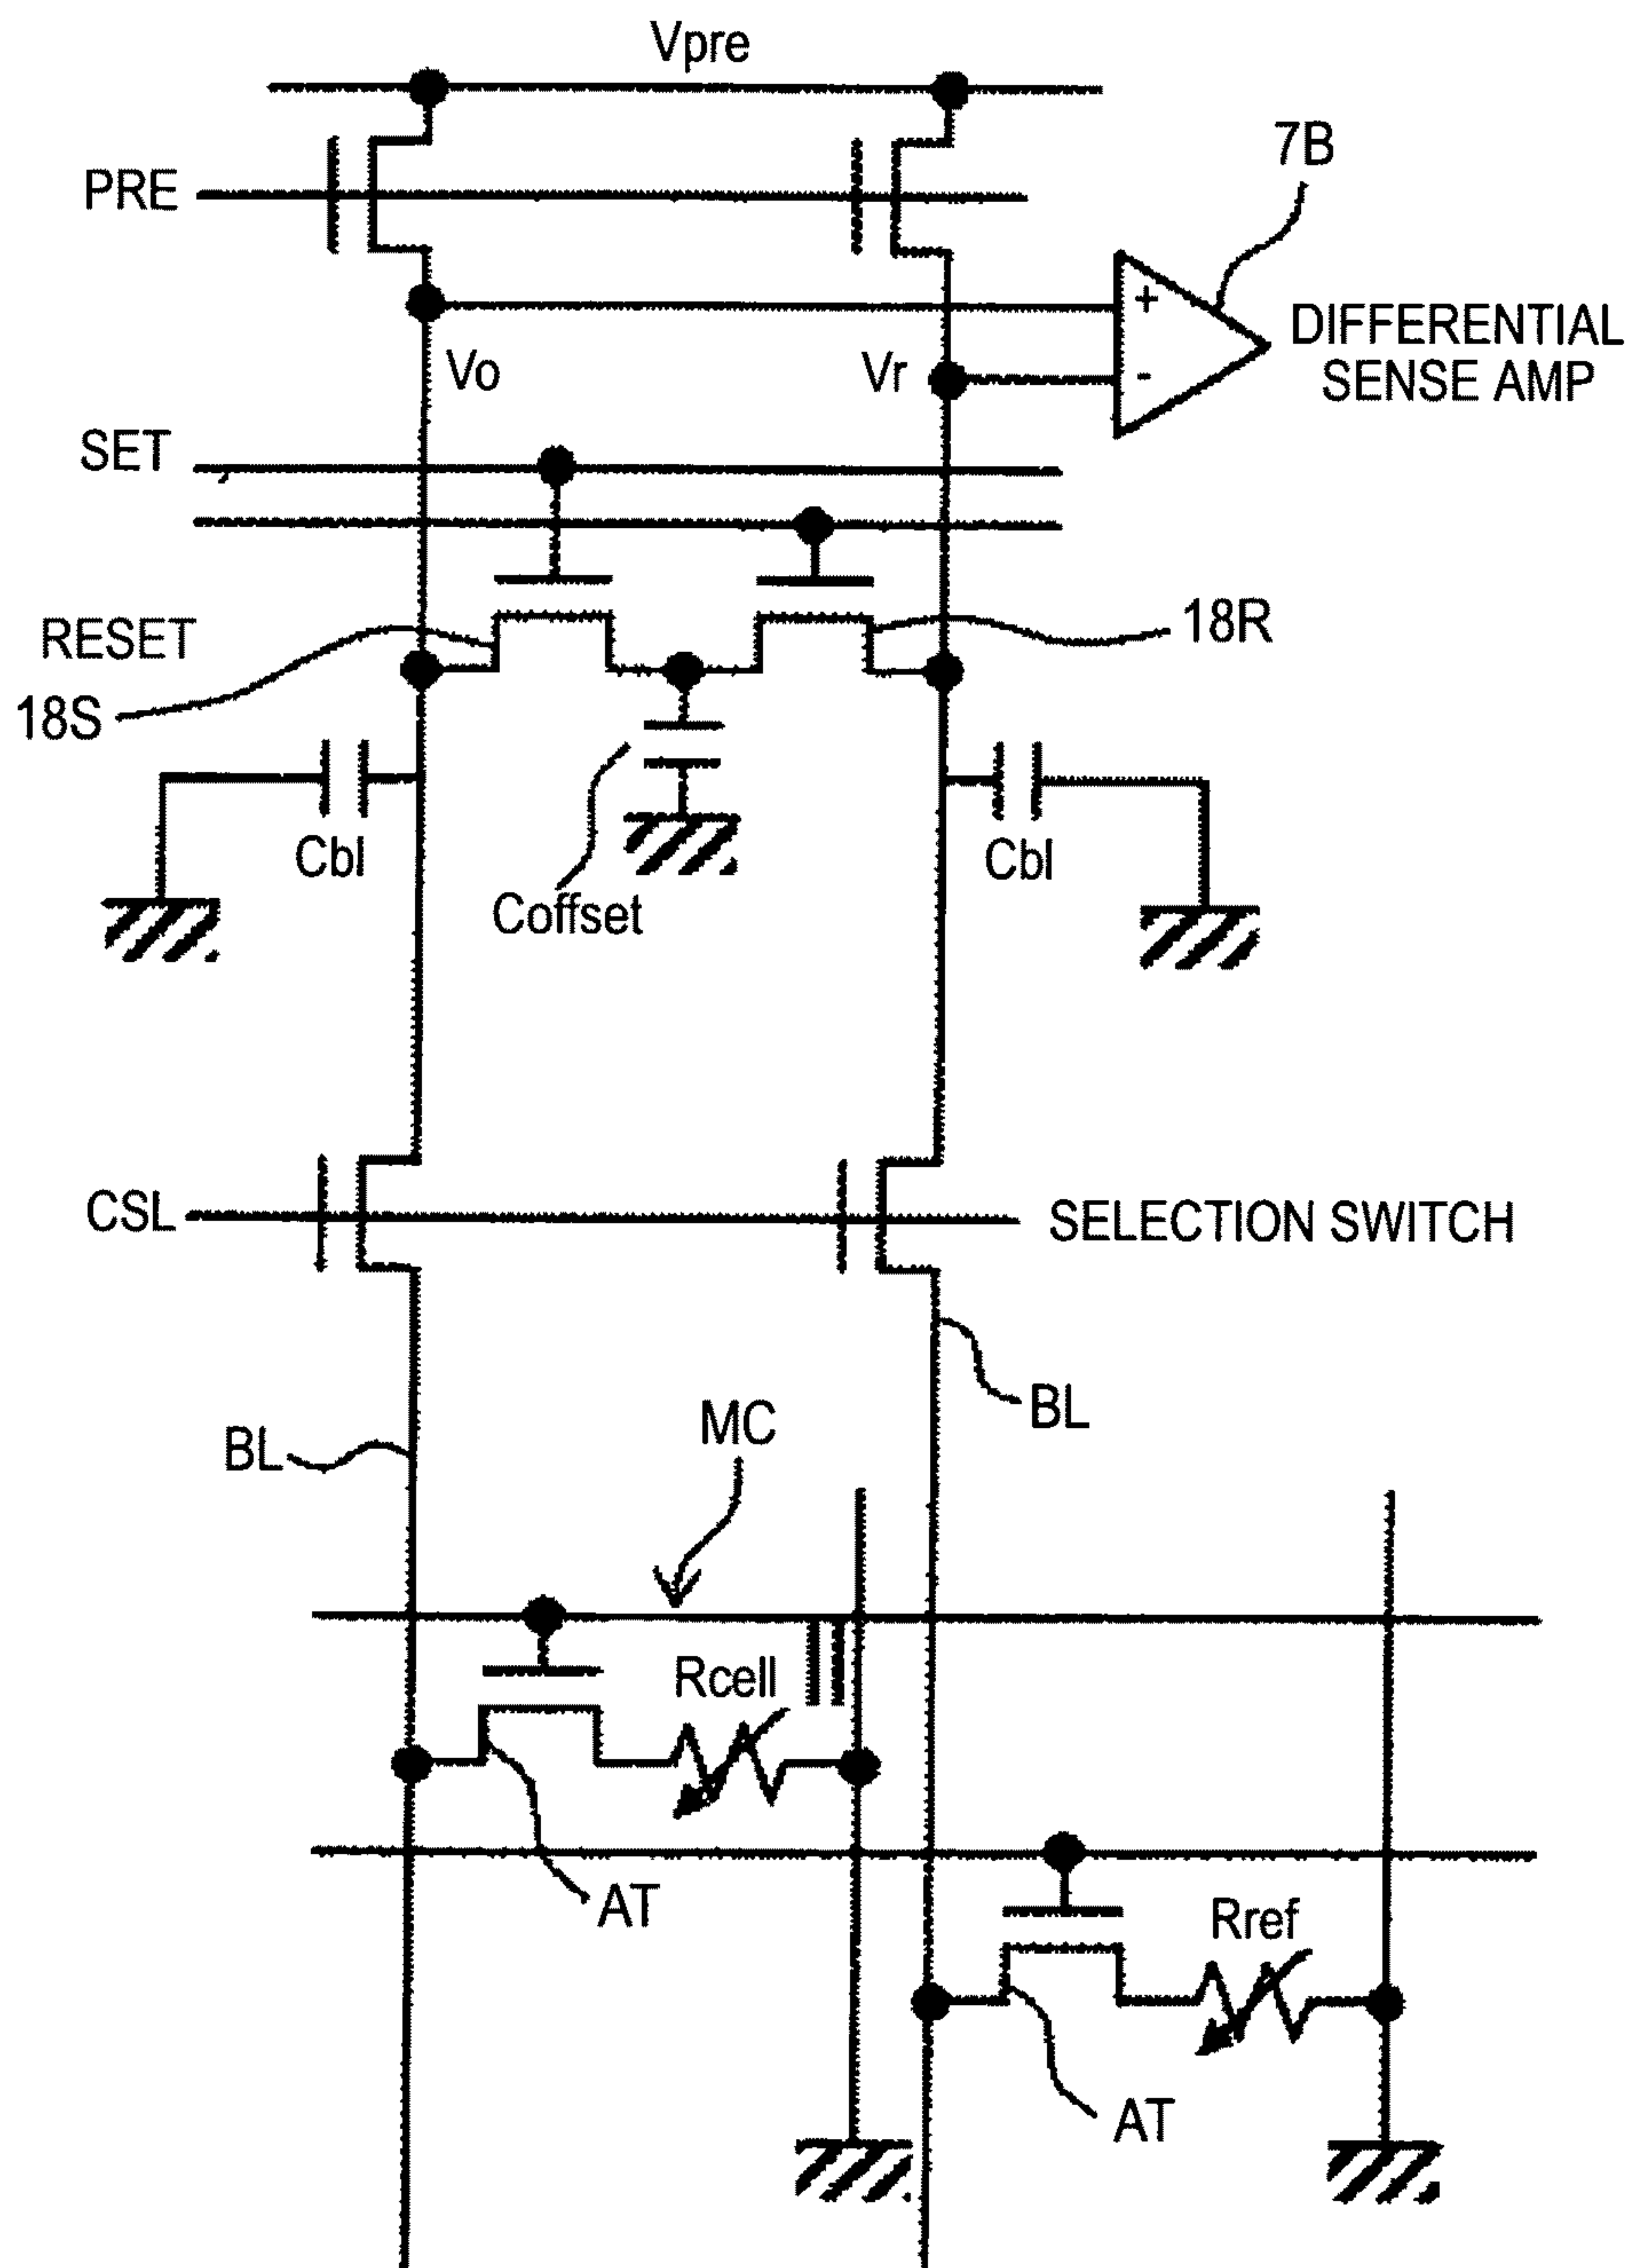 Vpre
7B
PRE
+
DIFFERENTIAL
SENSE AMP
Vo
Vr
-
SET
RESET
18R
18S
Cbl
Cbl
Coffset
CSL
SELECTION SWITCH
BL
MC
BL
Rcell
AT
Rref
AT